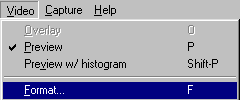 Video Capture Help
Overlay O
Preview P
Preview w/ histogram Shift-P
Format... F